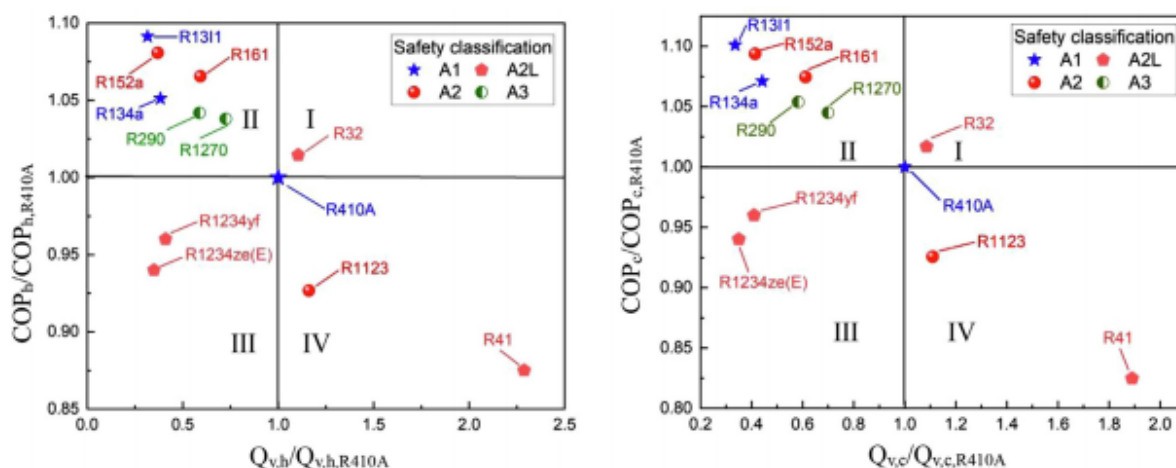 1.10
1.05
1.00
0.95
0.90
0.85
COPh/COPh,R410A
R13I1
R152a
R161
R134a
R290
R1270
II
I
R32
R410A
R1234yf
R1234ze(E)
R1123
III
IV
R41
Safety classification
A1 A2L
A2 A3
0.0 0.5 1.0 1.5 2.0 2.5
Qv,h/Qv,h,R410A
1.10
1.05
1.00
0.95
0.90
0.85
0.80
COPc/COPc,R410A
R13I1
R152a
R161
R134a
R1270
R290
II
I
R32
R410A
R1234yf
R1234ze(E)
R1123
III
IV
R41
Safety classification
A1 A2L
A2 A3
0.2 0.4 0.6 0.8 1.0 1.2 1.4 1.6 1.8 2.0
Qv,c/Qv,c,R410A